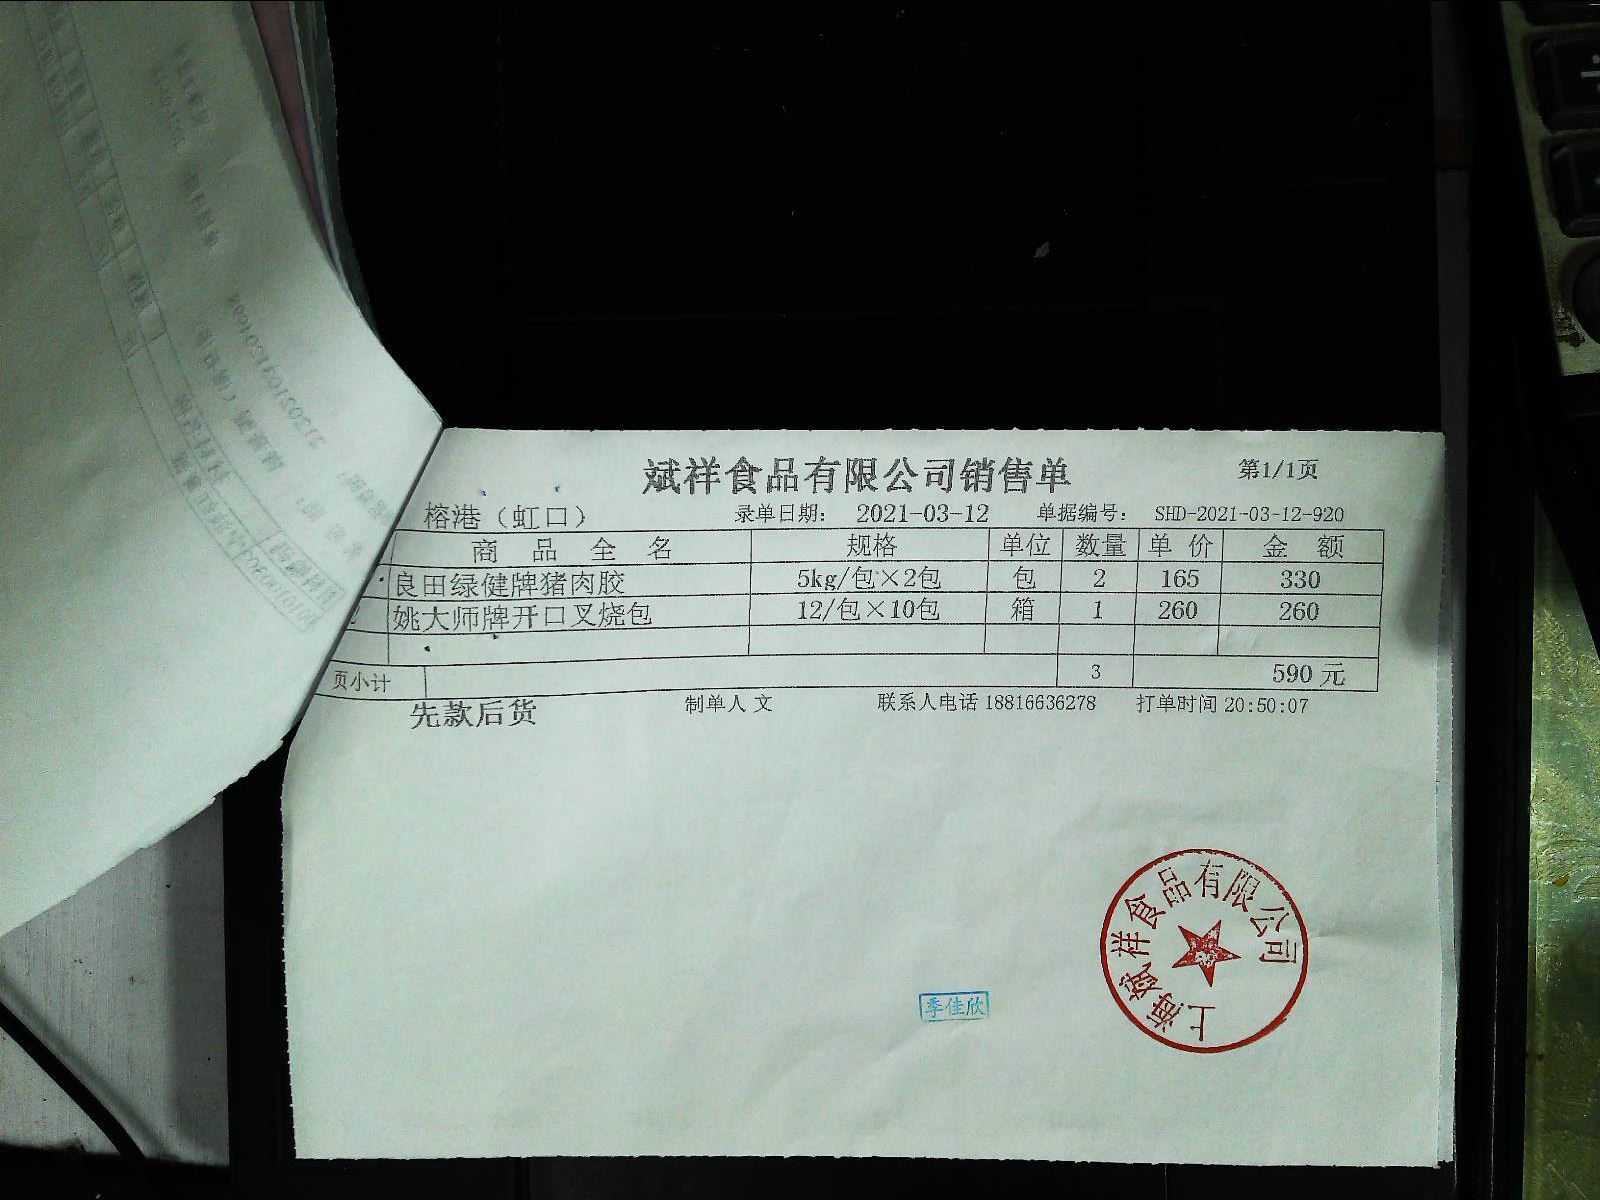 斌祥食品有限公司销售单 第1/1页
榕港（虹口） 录单日期： 2021-03-12 单据编号： SHD-2021-03-12-920
商品全名 规格 单位 数量 单价 金额
良田绿健牌猪肉胶 5kg/包×2包 包 2 165 330
姚大师牌开口叉烧包 12/包×10包 箱 1 260 260
页小计 3 590元
先款后货 制单人 文 联系人电话 18816636278 打单时间 20:50:07
上海斌祥食品有限公司
季佳欣